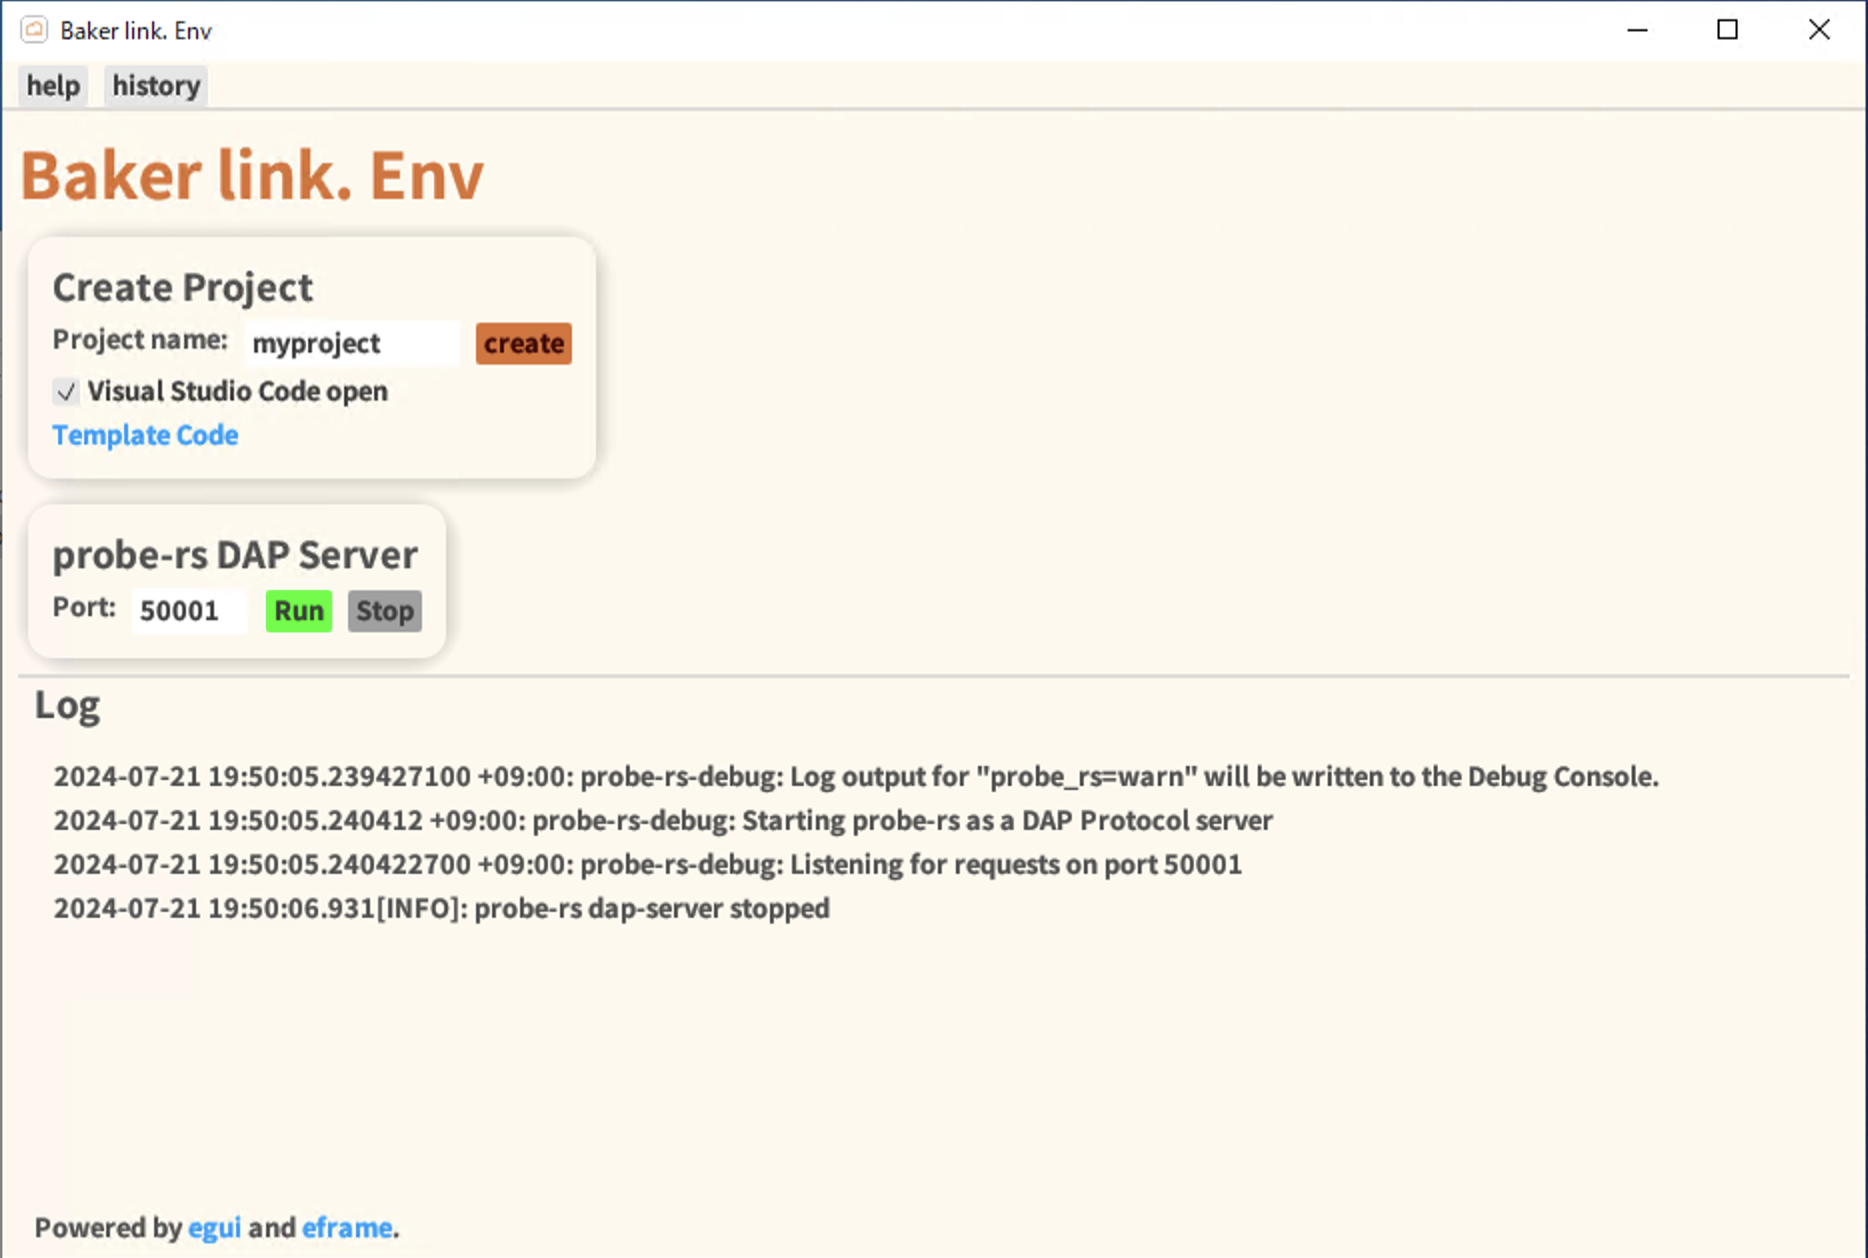 Baker link. Env
help history
Baker link. Env
Create Project
Project name: myproject create
Visual Studio Code open
Template Code
probe-rs DAP Server
Port: 50001 Run Stop
Log
2024-07-21 19:50:05.239427100 +09:00: probe-rs-debug: Log output for "probe_rs=warn" will be written to the Debug Console.
2024-07-21 19:50:05.240412 +09:00: probe-rs-debug: Starting probe-rs as a DAP Protocol server
2024-07-21 19:50:05.240422700 +09:00: probe-rs-debug: Listening for requests on port 50001
2024-07-21 19:50:06.931[INFO]: probe-rs dap-server stopped
Powered by egui and eframe.